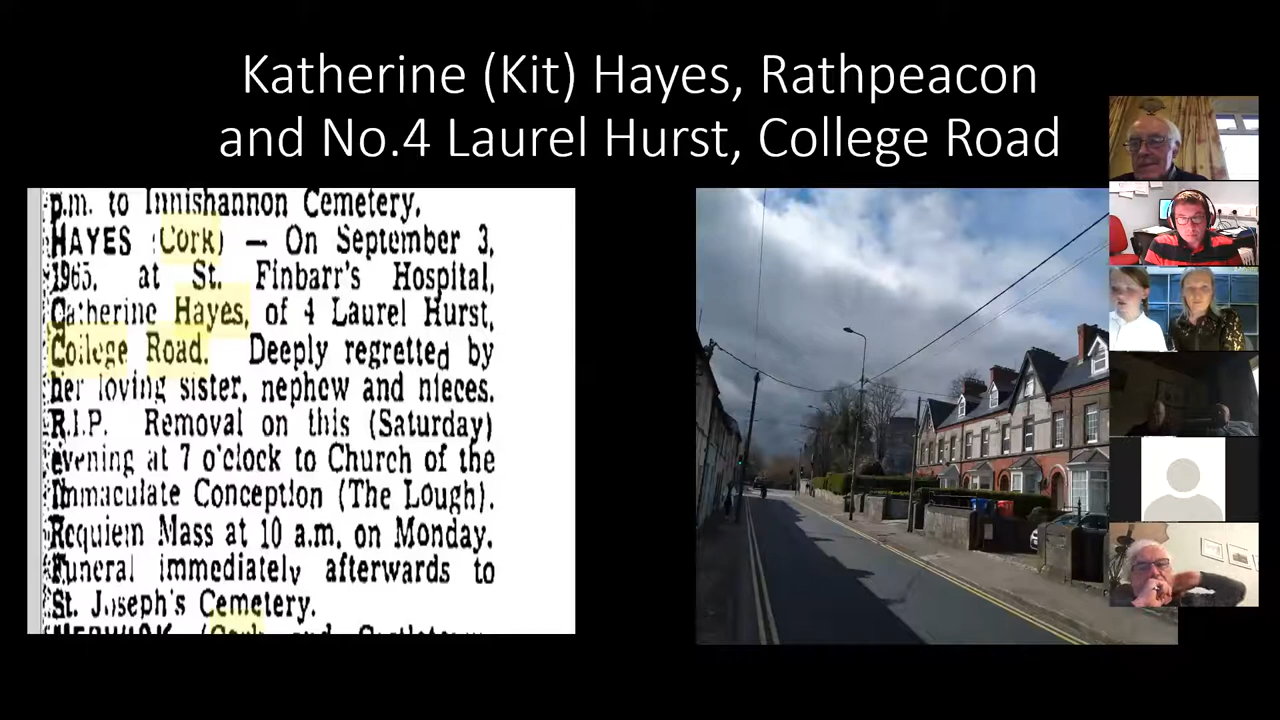 Katherine (Kit) Hayes, Rathpeacon
and No.4 Laurel Hurst, College Road
p.m. to Innishannon Cemetery.
HAYES (Cork) — On September 3,
1965, at St. Finbarr's Hospital,
Catherine Hayes, of 4 Laurel Hurst,
College Road. Deeply regretted by
her loving sister, nephew and nieces.
R.I.P. Removal on this (Saturday)
evening at 7 o'clock to Church of the
Immaculate Conception (The Lough).
Requiem Mass at 10 a.m. on Monday.
Funeral immediately afterwards to
St. Joseph's Cemetery.
(Cork and